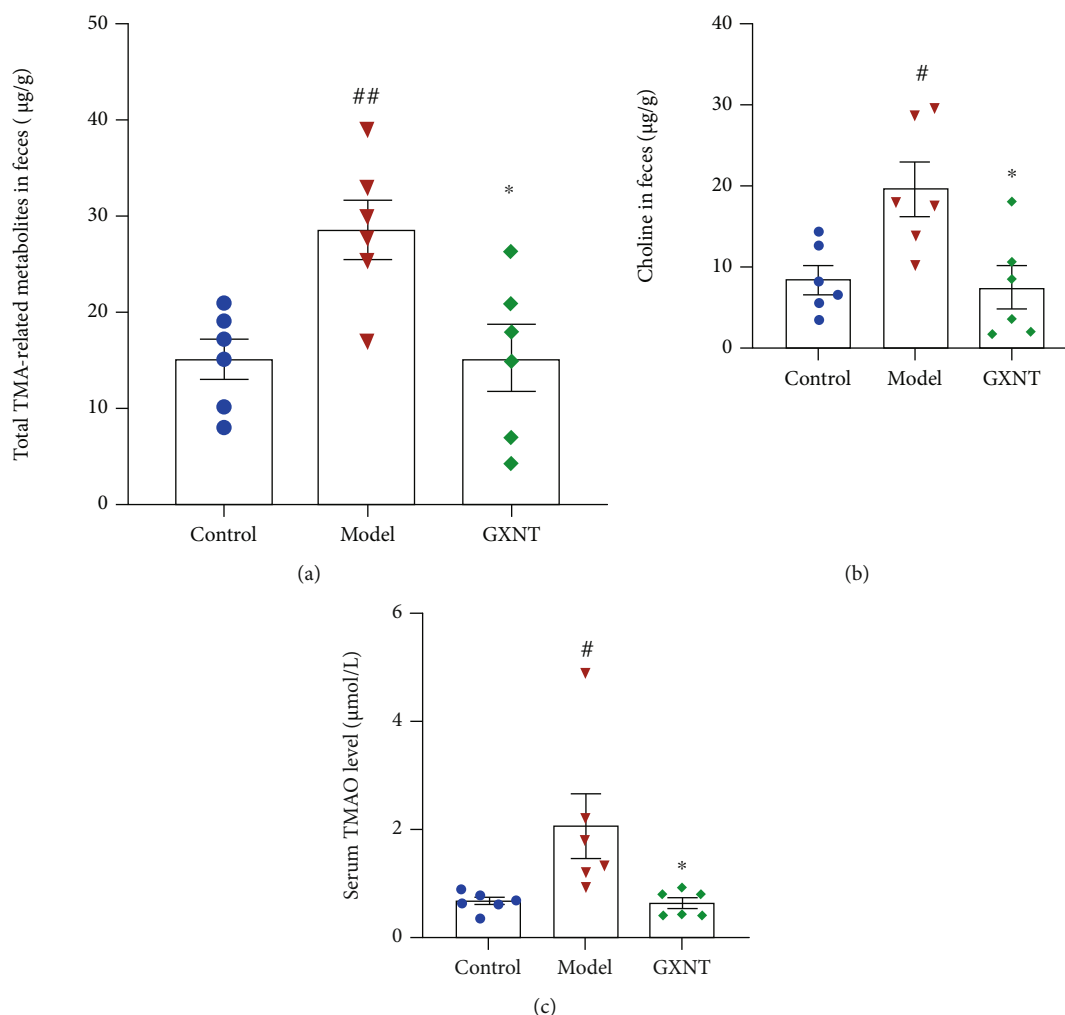 Total TMA-related metabolites in feces ( µg/g)
50
40
30
20
10
0
##
*
Control Model GXNT
(a)
Choline in feces (µg/g)
40
30
20
10
0
#
*
Control Model GXNT
(b)
Serum TMAO level (µmol/L)
6
4
2
0
#
*
Control Model GXNT
(c)